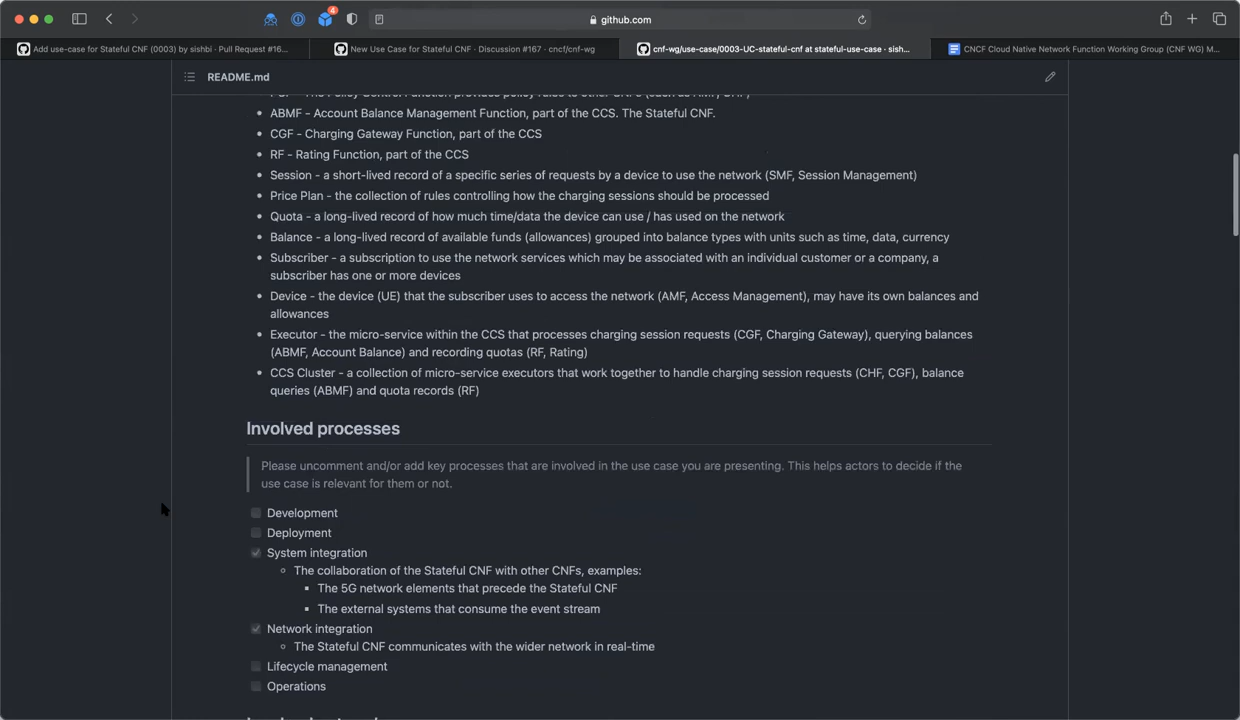 4
github.com
Add use-case for Stateful CNF (0003) by sishbi · Pull Request #16...
New Use Case for Stateful CNF · Discussion #167 · cncf/cnf-wg
cnf-wg/use-case/0003-UC-stateful-cnf at stateful-use-case · sish...
CNCF Cloud Native Network Function Working Group (CNF WG) M...
README.md
ABMF - Account Balance Management Function, part of the CCS. The Stateful CNF.
CGF - Charging Gateway Function, part of the CCS
RF - Rating Function, part of the CCS
Session - a short-lived record of a specific series of requests by a device to use the network (SMF, Session Management)
Price Plan - the collection of rules controlling how the charging sessions should be processed
Quota - a long-lived record of how much time/data the device can use / has used on the network
Balance - a long-lived record of available funds (allowances) grouped into balance types with units such as time, data, currency
Subscriber - a subscription to use the network services which may be associated with an individual customer or a company, a
subscriber has one or more devices
Device - the device (UE) that the subscriber uses to access the network (AMF, Access Management), may have its own balances and
allowances
Executor - the micro-service within the CCS that processes charging session requests (CGF, Charging Gateway), querying balances
(ABMF, Account Balance) and recording quotas (RF, Rating)
CCS Cluster - a collection of micro-service executors that work together to handle charging session requests (CHF, CGF), balance
queries (ABMF) and quota records (RF)
Involved processes
Please uncomment and/or add key processes that are involved in the use case you are presenting. This helps actors to decide if the
use case is relevant for them or not.
Development
Deployment
System integration
The collaboration of the Stateful CNF with other CNFs, examples:
The 5G network elements that precede the Stateful CNF
The external systems that consume the event stream
Network integration
The Stateful CNF communicates with the wider network in real-time
Lifecycle management
Operations